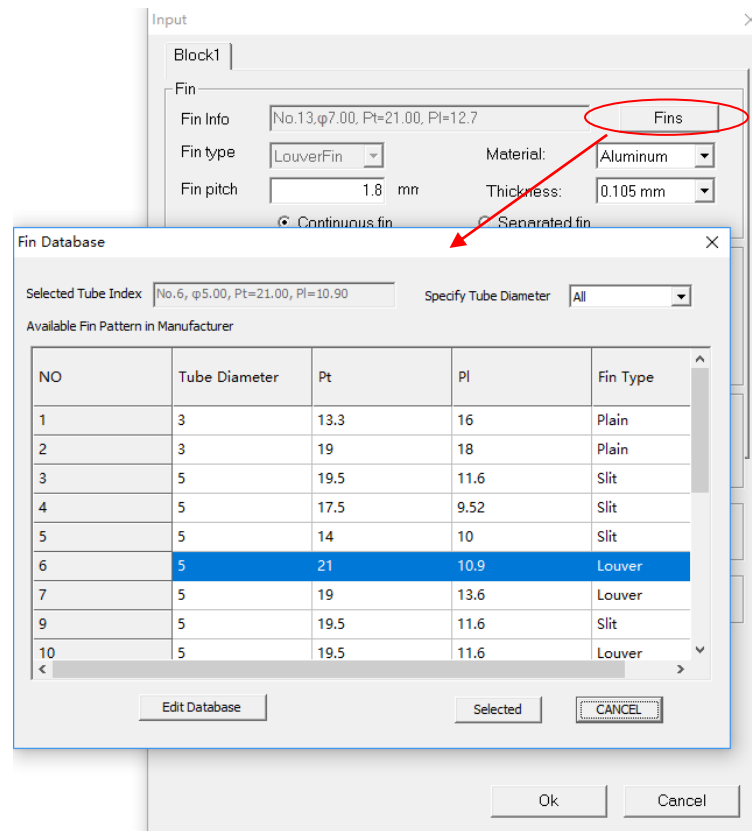 Input
Block1
Fin
Fin Info No.13,φ7.00, Pt=21.00, Pl=12.7 Fins
Fin type LouverFin Material: Aluminum
Fin pitch 1.8 mm Thickness: 0.105 mm
Continuous fin Separated fin
Fin Database
Selected Tube Index No.6, φ5.00, Pt=21.00, Pl=10.90 Specify Tube Diameter All
Available Fin Pattern in Manufacturer
NO Tube Diameter Pt Pl Fin Type
1 3 13.3 16 Plain
2 3 19 18 Plain
3 5 19.5 11.6 Slit
4 5 17.5 9.52 Slit
5 5 14 10 Slit
6 5 21 10.9 Louver
7 5 19 13.6 Louver
9 5 19.5 11.6 Slit
10 5 19.5 11.6 Louver
Edit Database Selected CANCEL
Ok Cancel